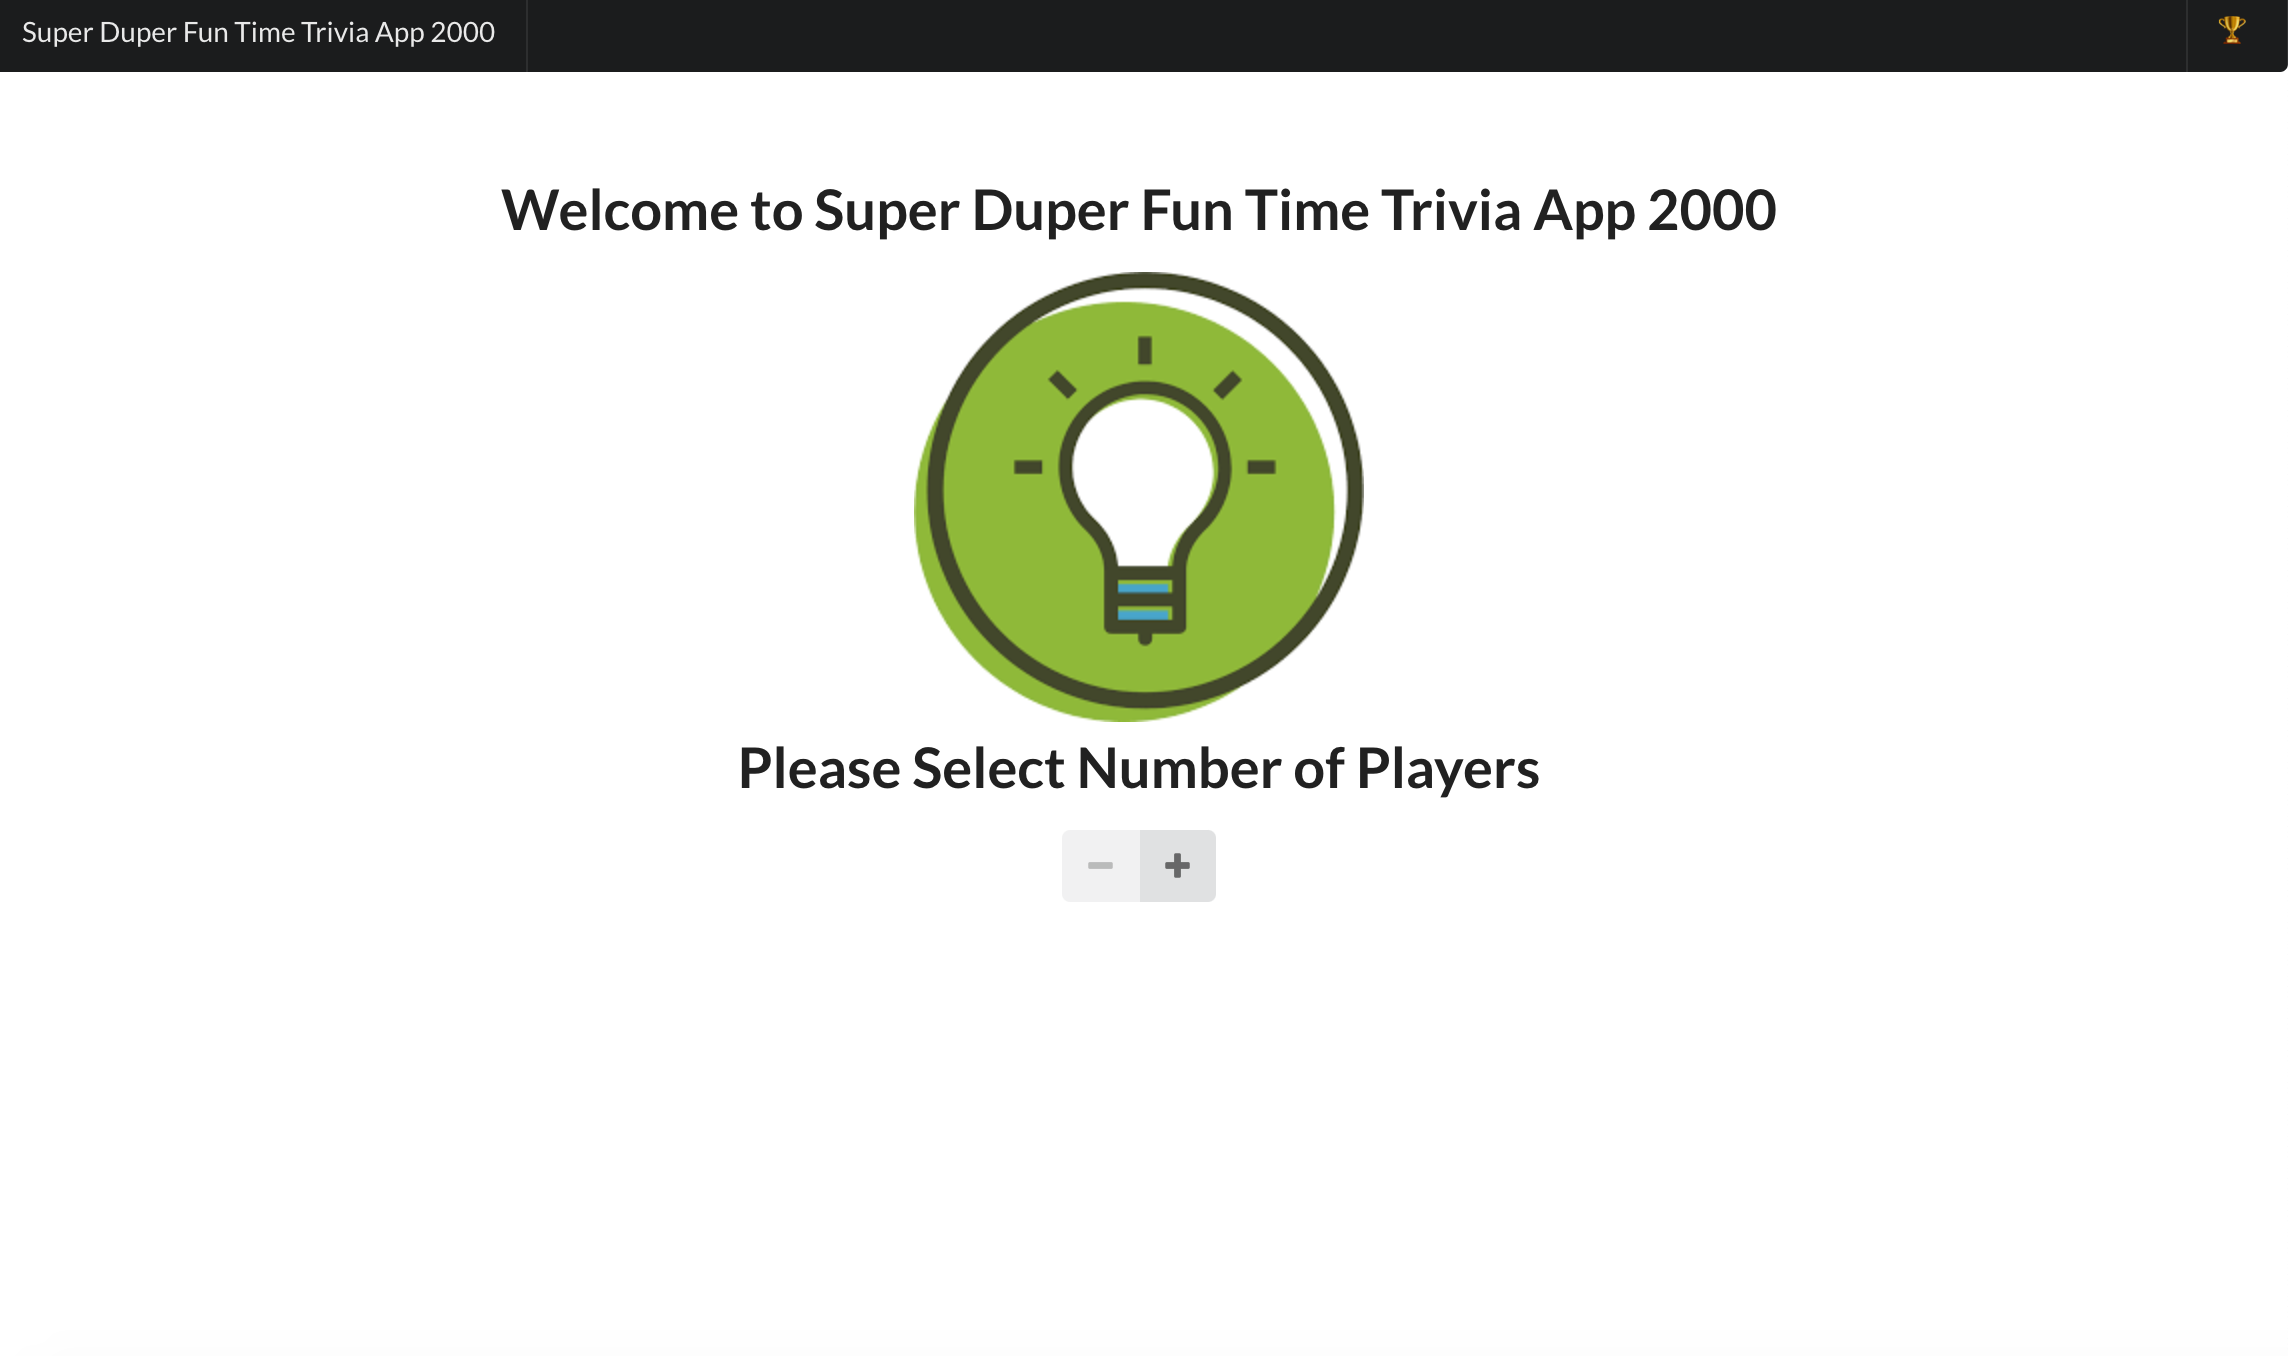 Super Duper Fun Time Trivia App 2000
Welcome to Super Duper Fun Time Trivia App 2000
Please Select Number of Players